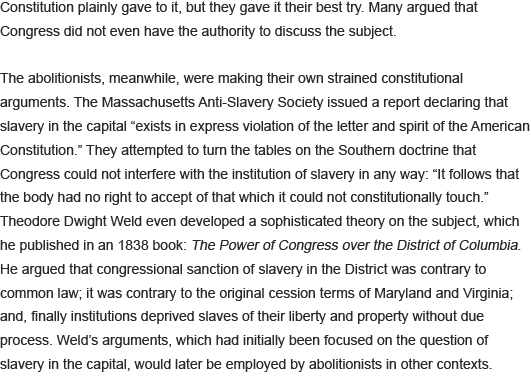 Constitution plainly gave to it, but they gave it their best try. Many argued that
Congress did not even have the authority to discuss the subject.
The abolitionists, meanwhile, were making their own strained constitutional
arguments. The Massachusetts Anti-Slavery Society issued a report declaring that
slavery in the capital “exists in express violation of the letter and spirit of the American
Constitution.” They attempted to turn the tables on the Southern doctrine that
Congress could not interfere with the institution of slavery in any way: “It follows that
the body had no right to accept of that which it could not constitutionally touch.”
Theodore Dwight Weld even developed a sophisticated theory on the subject, which
he published in an 1838 book: The Power of Congress over the District of Columbia.
He argued that congressional sanction of slavery in the District was contrary to
common law; it was contrary to the original cession terms of Maryland and Virginia;
and, finally institutions deprived slaves of their liberty and property without due
process. Weld’s arguments, which had initially been focused on the question of
slavery in the capital, would later be employed by abolitionists in other contexts.